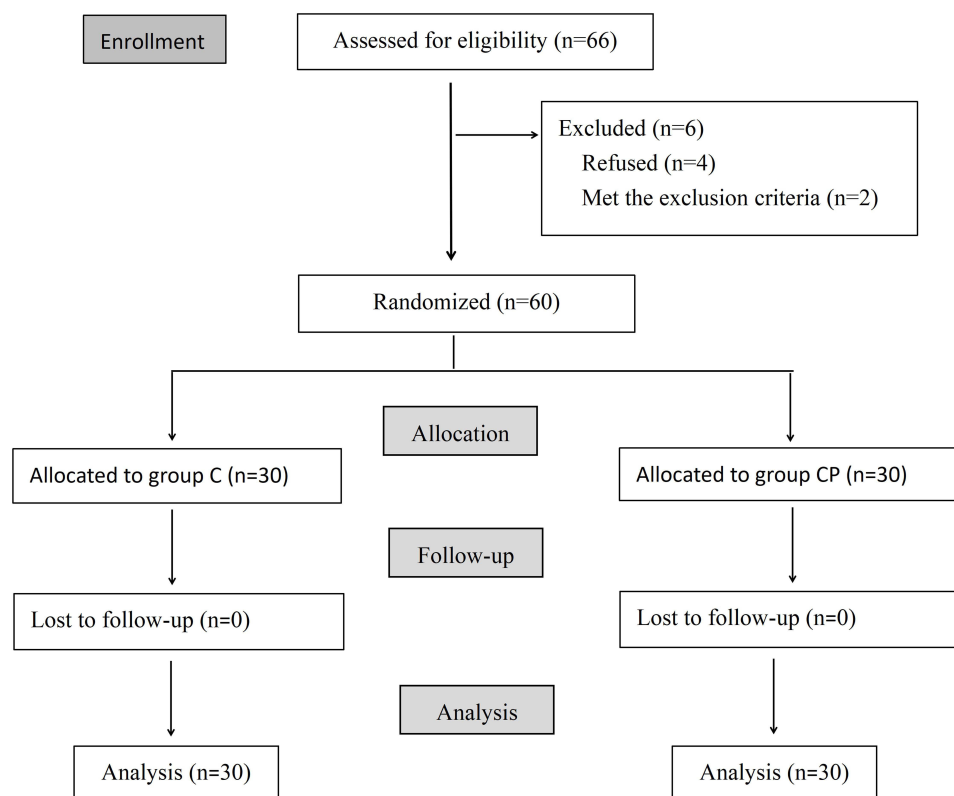 Enrollment
Assessed for eligibility (n=66)
Excluded (n=6)
Refused (n=4)
Met the exclusion criteria (n=2)
Randomized (n=60)
Allocation
Allocated to group C (n=30)
Allocated to group CP (n=30)
Follow-up
Lost to follow-up (n=0)
Lost to follow-up (n=0)
Analysis
Analysis (n=30)
Analysis (n=30)